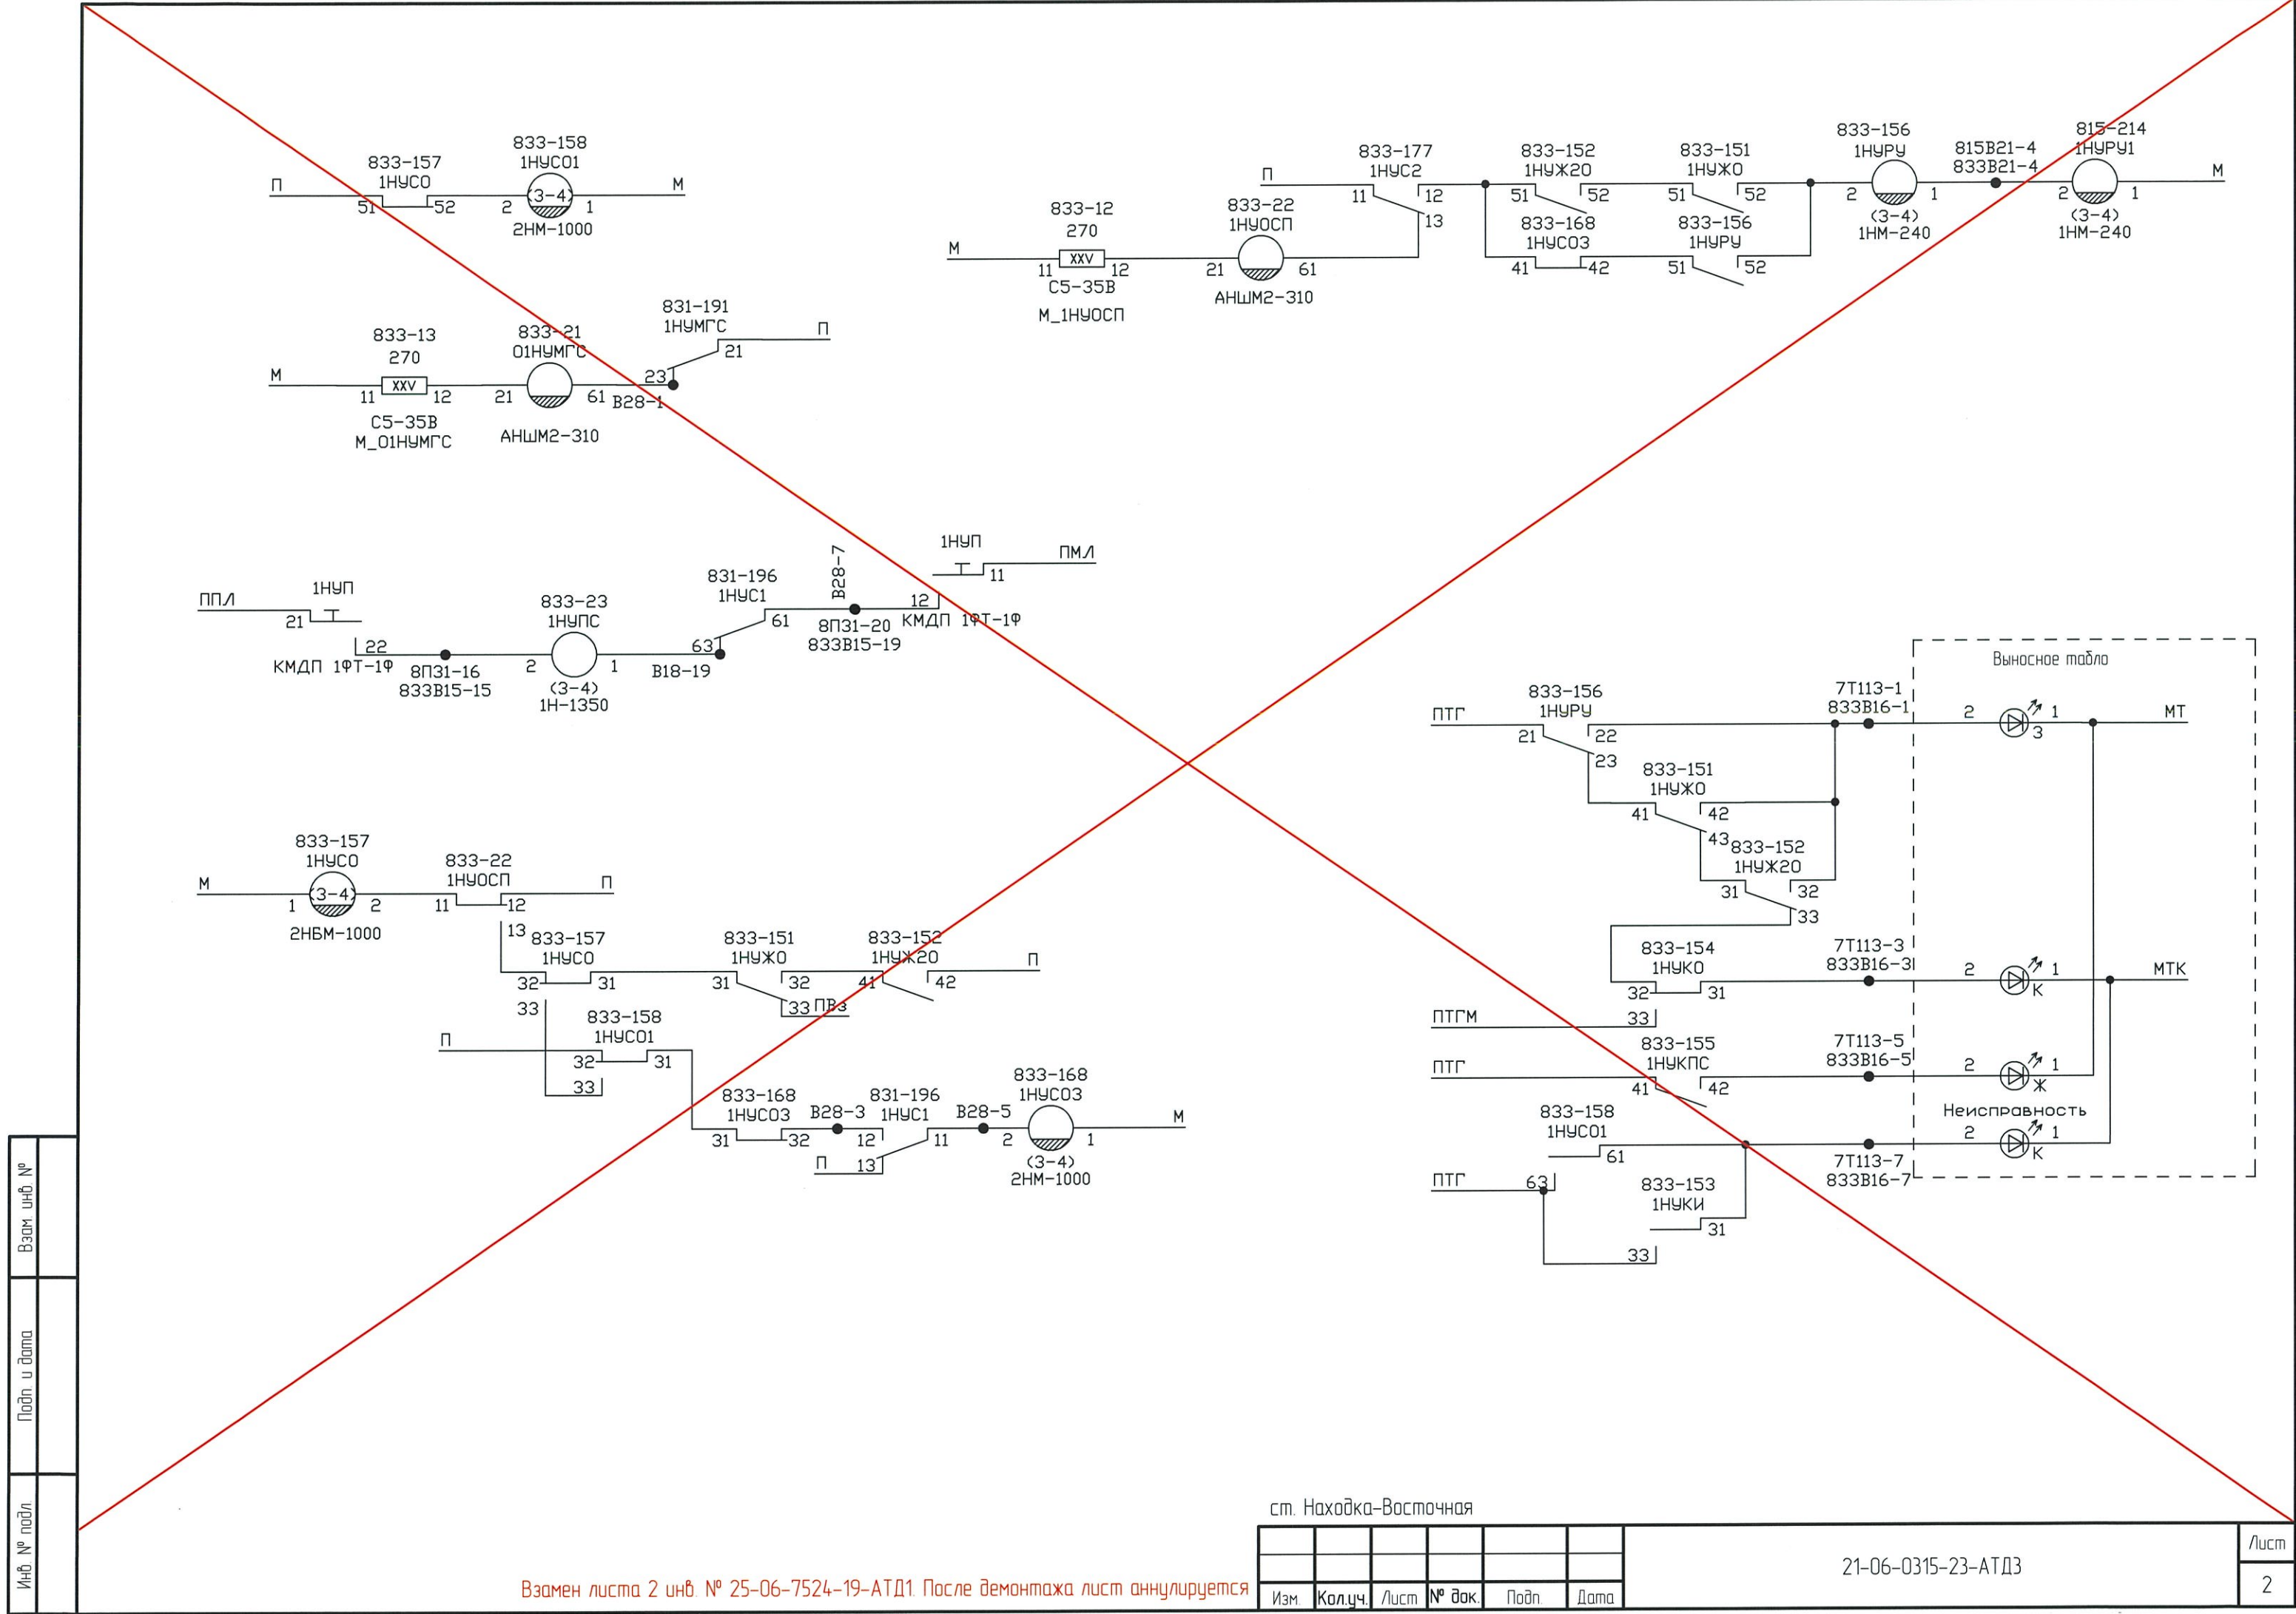 833-158
1НУСО1
833-157
1НУСО
П
51
52
2
(3-4)
1
М
2НМ-1000
833-13
270
М
11
XXV
12
С5-35В
М_01НУМГС
833-21
01НУМГС
21
61
АНШМ2-310
В28-1
23
831-191
1НУМГС
21
П
833-177
1НУС2
П
11
12
13
833-12
270
М
11
XXV
12
С5-35В
М_1НУОСП
833-22
1НУОСП
21
61
АНШМ2-310
833-152
1НУЖ2О
51
52
833-151
1НУЖО
51
52
833-168
1НУСО3
41
42
833-156
1НУРУ
51
52
833-156
1НУРУ
2
1
(3-4)
1НМ-240
815В21-4
833В21-4
815-214
1НУРУ1
2
1
М
(3-4)
1НМ-240
ППЛ
1НУП
21
22
КМДП 1ФТ-1Ф
8П31-16
833В15-15
833-23
1НУПС
2
1
(3-4)
1Н-1350
В18-19
63
831-196
1НУС1
61
В28-7
8П31-20
833В15-19
12
КМДП 1ФТ-1Ф
1НУП
11
ПМЛ
833-157
1НУСО
М
1
(3-4)
2
2НБМ-1000
833-22
1НУОСП
11
12
13
П
833-157
1НУСО
32
31
33
833-151
1НУЖО
31
32
33
ПВз
833-152
1НУЖ2О
41
42
П
833-158
1НУСО1
П
32
31
33
833-168
1НУСО3
31
32
В28-3
831-196
1НУС1
12
11
13
П
В28-5
833-168
1НУСО3
2
1
М
(3-4)
2НМ-1000
Выносное табло
ПТГ
833-156
1НУРУ
21
22
23
7Т113-1
833В16-1
2
1
З
МТ
833-151
1НУЖО
41
42
43
833-152
1НУЖ2О
31
32
33
833-154
1НУКО
32
31
33
ПТГМ
7Т113-3
833В16-3
2
1
К
МТК
ПТГ
833-155
1НУКПС
41
42
7Т113-5
833В16-5
2
1
Ж
Неисправность
833-158
1НУСО1
61
63
ПТГ
7Т113-7
833В16-7
2
1
К
833-153
1НУКИ
31
33
Взам. инв. №
Подп. и дата
Инв. № подл.
ст. Находка-Восточная
Взамен листа 2 инв. № 25-06-7524-19-АТД1. После демонтажа лист аннулируется
Изм.
Кол.уч.
Лист
№ док.
Подп.
Дата
21-06-0315-23-АТД3
Лист
2